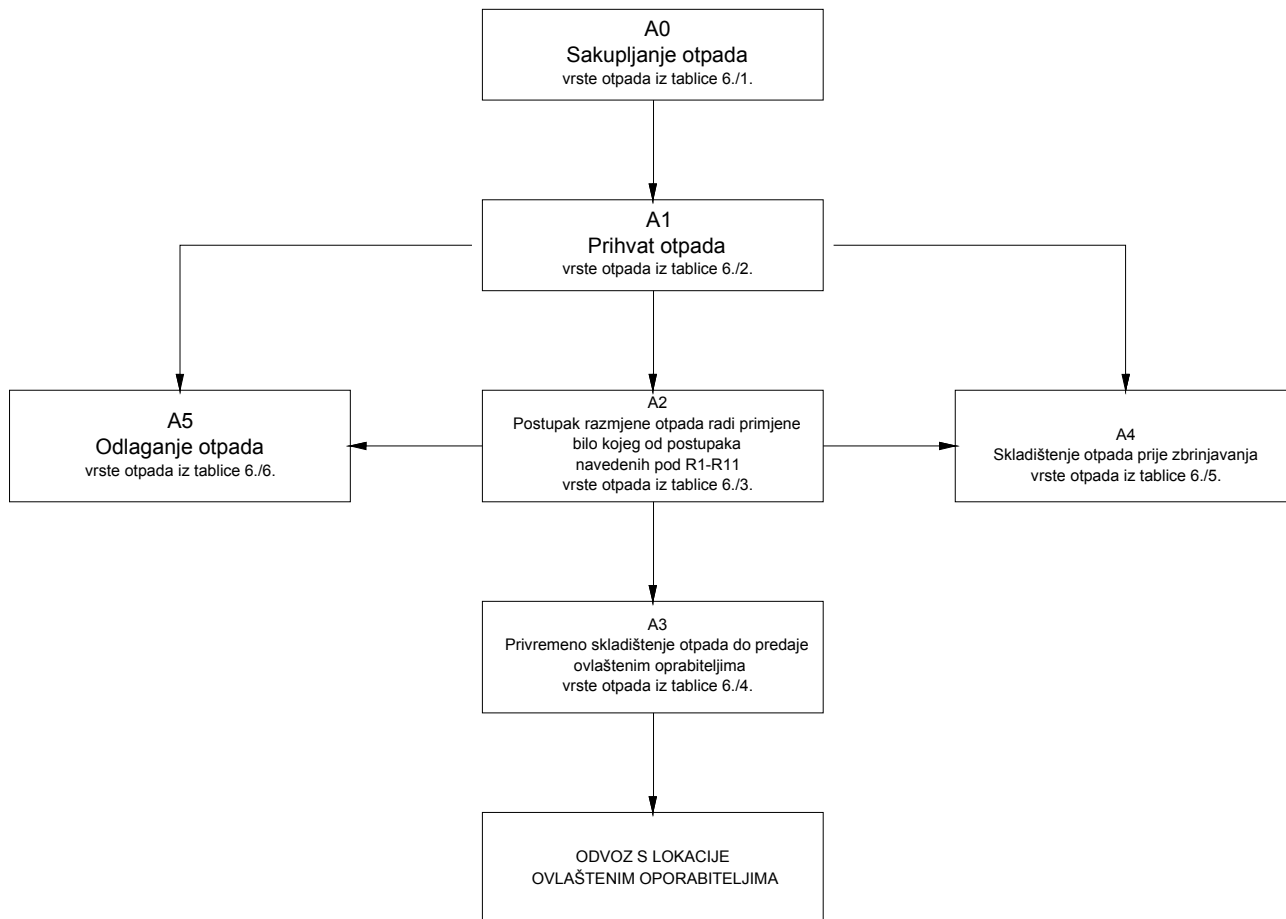 A0
Sakupljanje otpada
vrste otpada iz tablice 6./1.
A1
Prihvat otpada
vrste otpada iz tablice 6./2.
A5
Odlaganje otpada
vrste otpada iz tablice 6./6.
A2
Postupak razmjene otpada radi primjene
bilo kojeg od postupaka
navedenih pod R1-R11
vrste otpada iz tablice 6./3.
A4
Skladištenje otpada prije zbrinjavanja
vrste otpada iz tablice 6./5.
A3
Privremeno skladištenje otpada do predaje
ovlaštenim oprabiteljima
vrste otpada iz tablice 6./4.
ODVOZ S LOKACIJE
OVLAŠTENIM OPORABITELJIMA